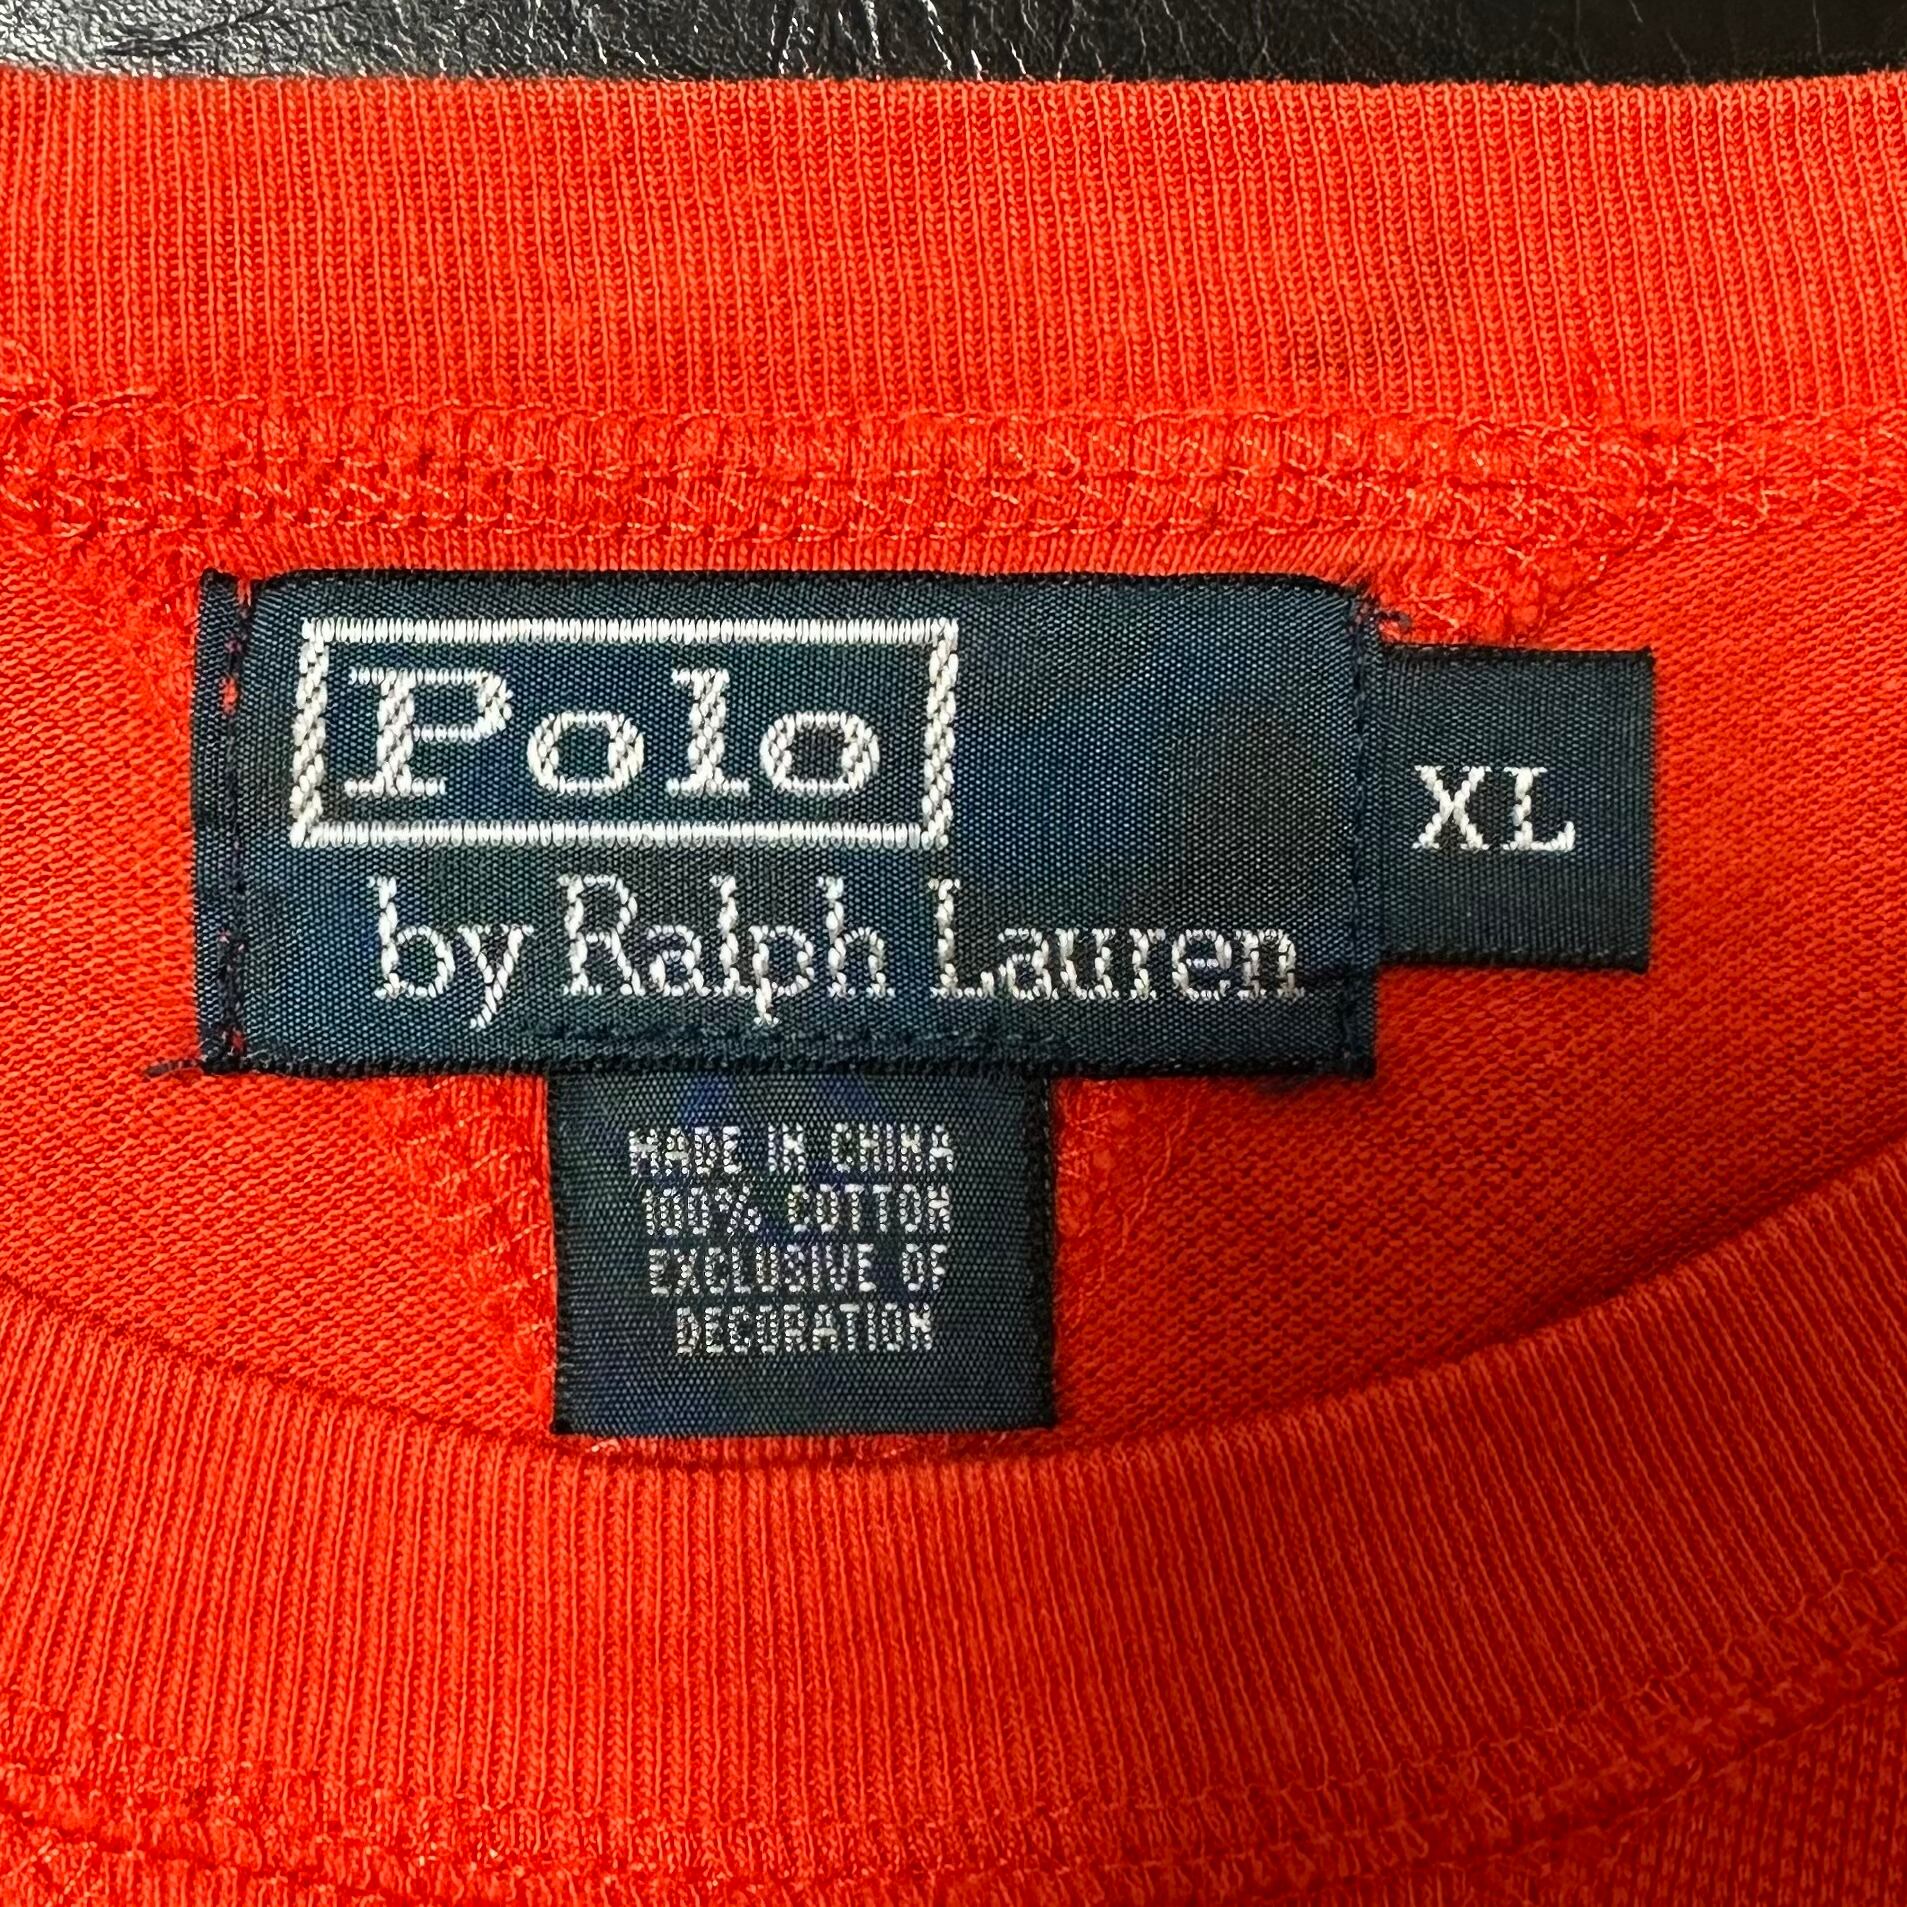 Polo
by Ralph Lauren
XL
MADE IN CHINA
100% COTTON
EXCLUSIVE OF
DECORATION